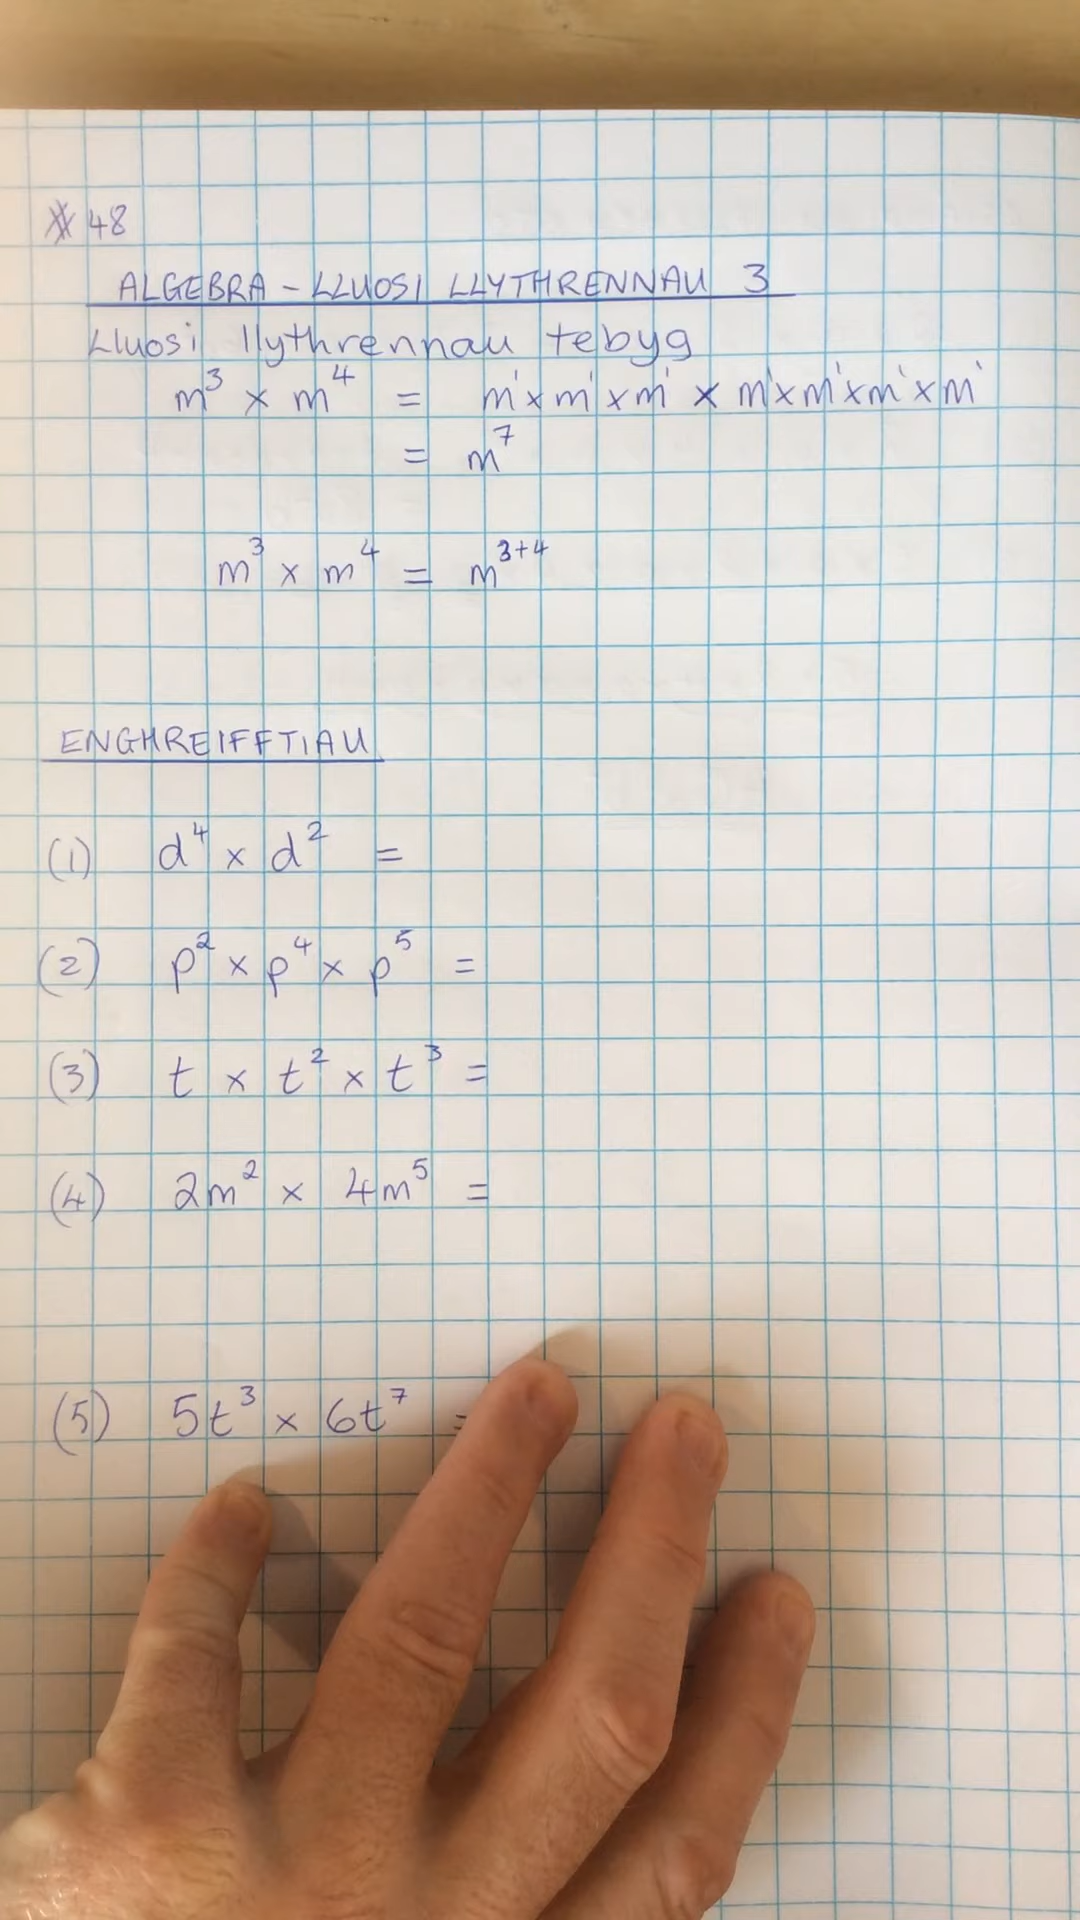 * 48
ALGEBRA - LLUOSI LLYTHRENNAU 3
Lluosi llythrennau tebyg
m³ × m⁴ = m¹ × m¹ × m¹ × m¹ × m¹ × m¹ × m¹
= m⁷
m³ × m⁴ = m³⁺⁴
ENGHREIFFTIAU
(1) d⁴ × d² =
(2) p² × p⁴ × p⁵ =
(3) t × t² × t³ =
(4) 2m² × 4m⁵ =
(5) 5t³ × 6t⁷ =